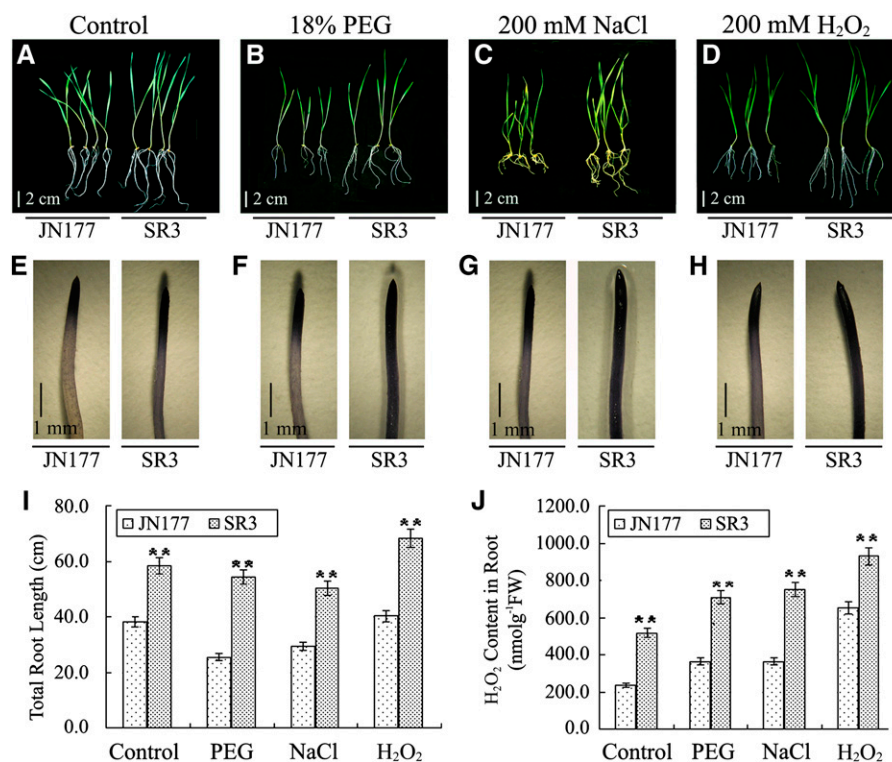 Control 18% PEG 200 mM NaCl 200 mM H₂O₂
A B C D
2 cm 2 cm 2 cm 2 cm
JN177 SR3 JN177 SR3 JN177 SR3 JN177 SR3
E F G H
1 mm 1 mm 1 mm 1 mm
JN177 SR3 JN177 SR3 JN177 SR3 JN177 SR3
I
80.0
JN177 SR3
60.0
40.0
20.0
0.0
Total Root Length (cm)
** ** ** **
Control PEG NaCl H₂O₂
J
1200.0
JN177 SR3
1000.0
800.0
600.0
400.0
200.0
0.0
H₂O₂ Content in Root
(nmolg⁻¹FW)
** ** ** **
Control PEG NaCl H₂O₂